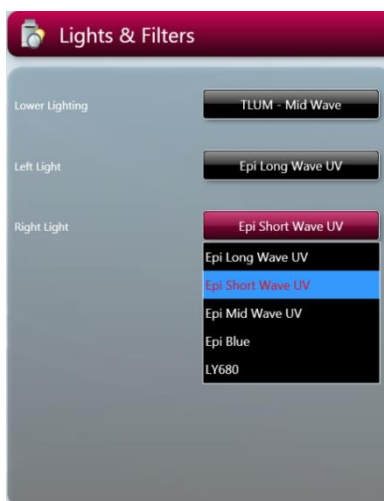 Lights & Filters
Lower Lighting
TLUM - Mid Wave
Left Light
Epi Long Wave UV
Right Light
Epi Short Wave UV
Epi Long Wave UV
Epi Short Wave UV
Epi Mid Wave UV
Epi Blue
LY680